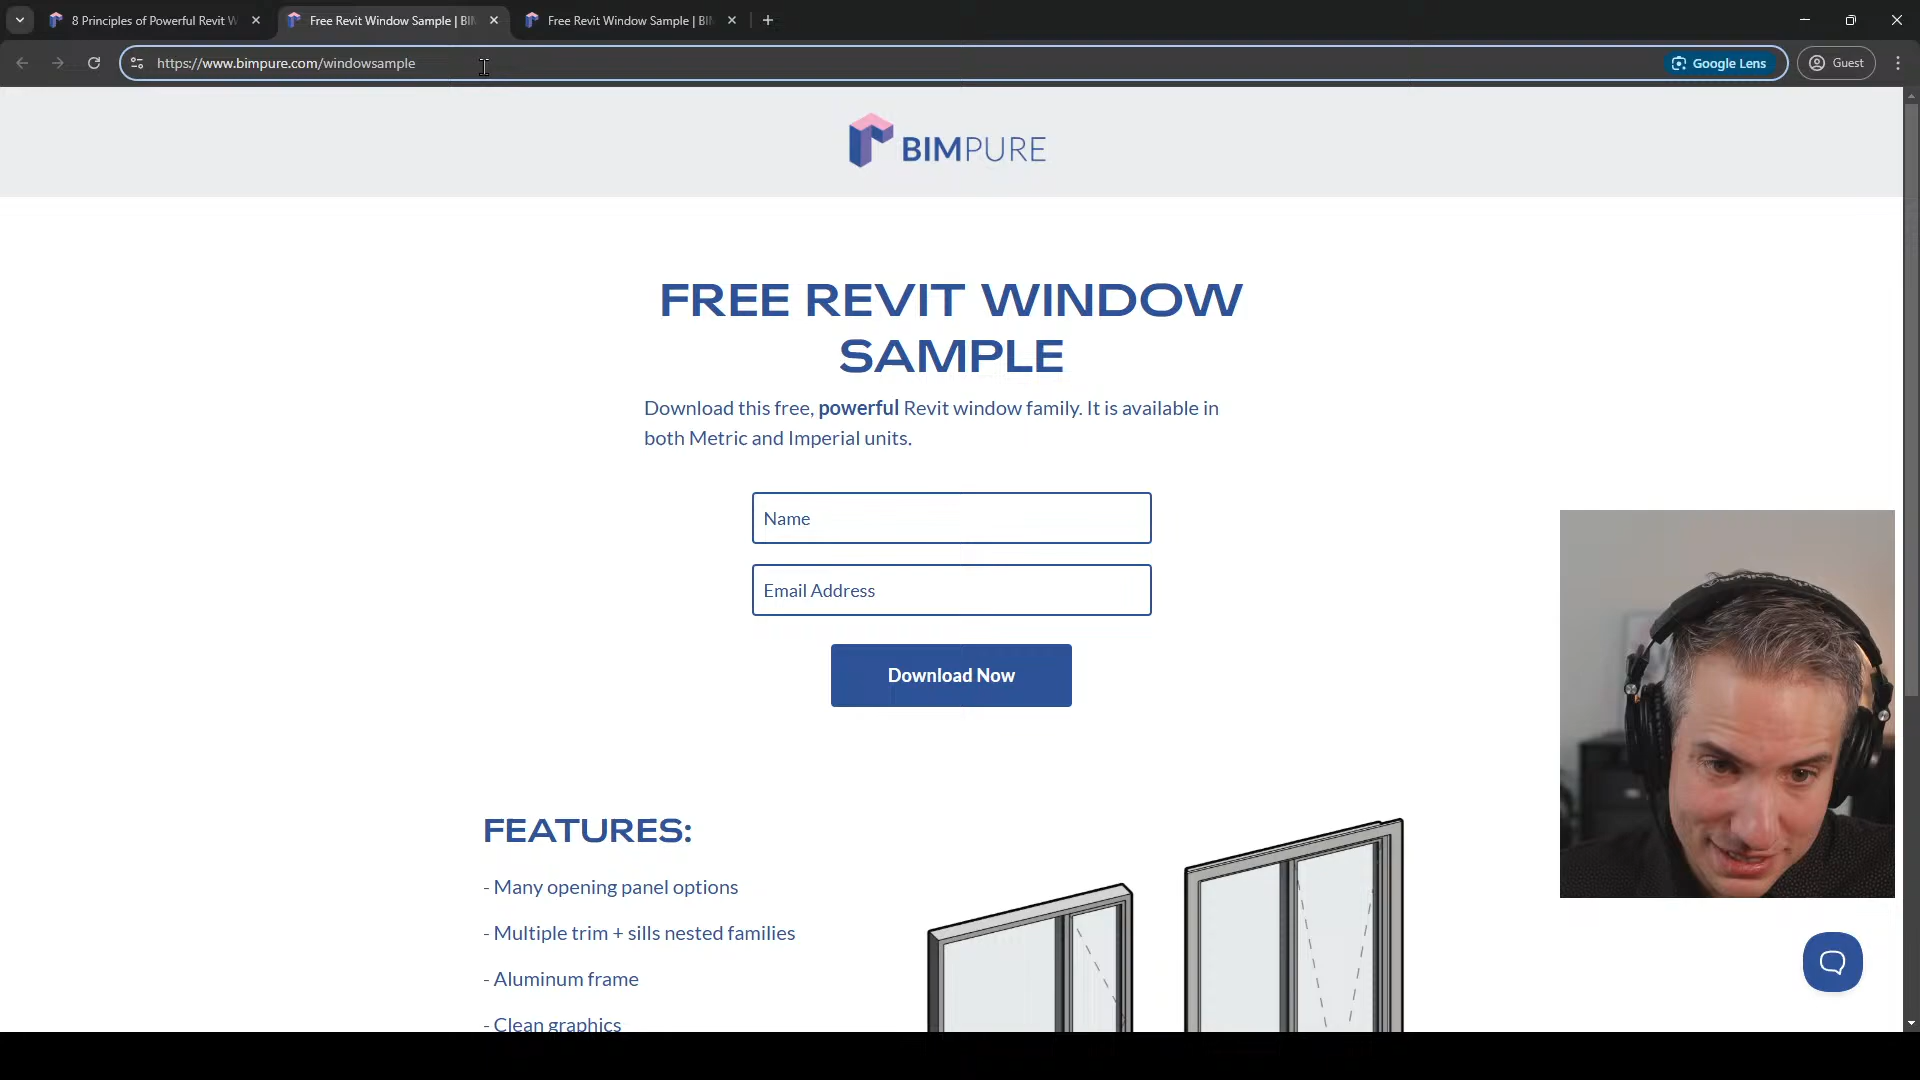 8 Principles of Powerful Revit W
Free Revit Window Sample | BI
Free Revit Window Sample | BI
https://www.bimpure.com/windowsample
Google Lens
Guest
BIMPURE
FREE REVIT WINDOW
SAMPLE
Download this free, powerful Revit window family. It is available in
both Metric and Imperial units.
Name
Email Address
Download Now
FEATURES:
- Many opening panel options
- Multiple trim + sills nested families
- Aluminum frame
- Clean graphics